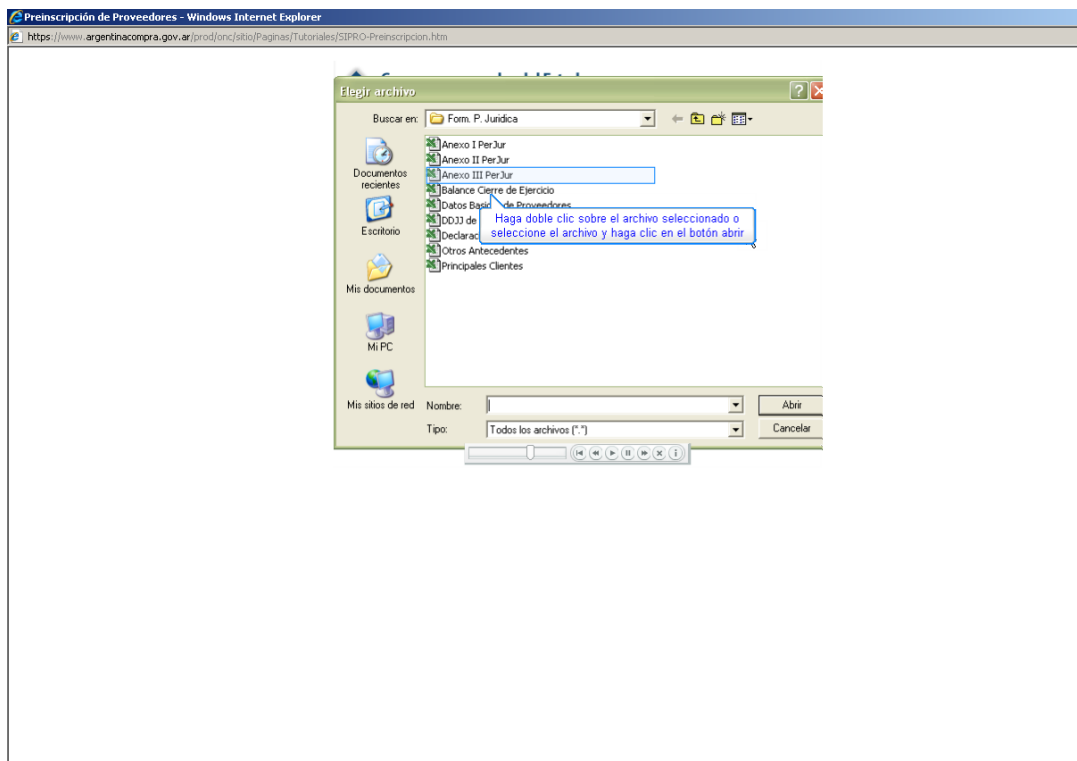 Preinscripción de Proveedores - Windows Internet Explorer
https://www.argentinacompra.gov.ar/prod/onc/sitio/Paginas/Tutoriales/SIPRO-Preinscripcion.htm
Elegir archivo
Buscar en: Form. P. Juridica
Documentos recientes
Escritorio
Mis documentos
Mi PC
Mis sitios de red
Anexo I PerJur
Anexo II PerJur
Anexo III PerJur
Balance Cierre de Ejercicio
Datos de Proveedores
DDJJ de
Otros Antecedentes
Principales Clientes
Haga doble clic sobre el archivo seleccionado o
seleccione el archivo y haga clic en el botón abrir
Nombre:
Abrir
Tipo: Todos los archivos (*.*)
Cancelar